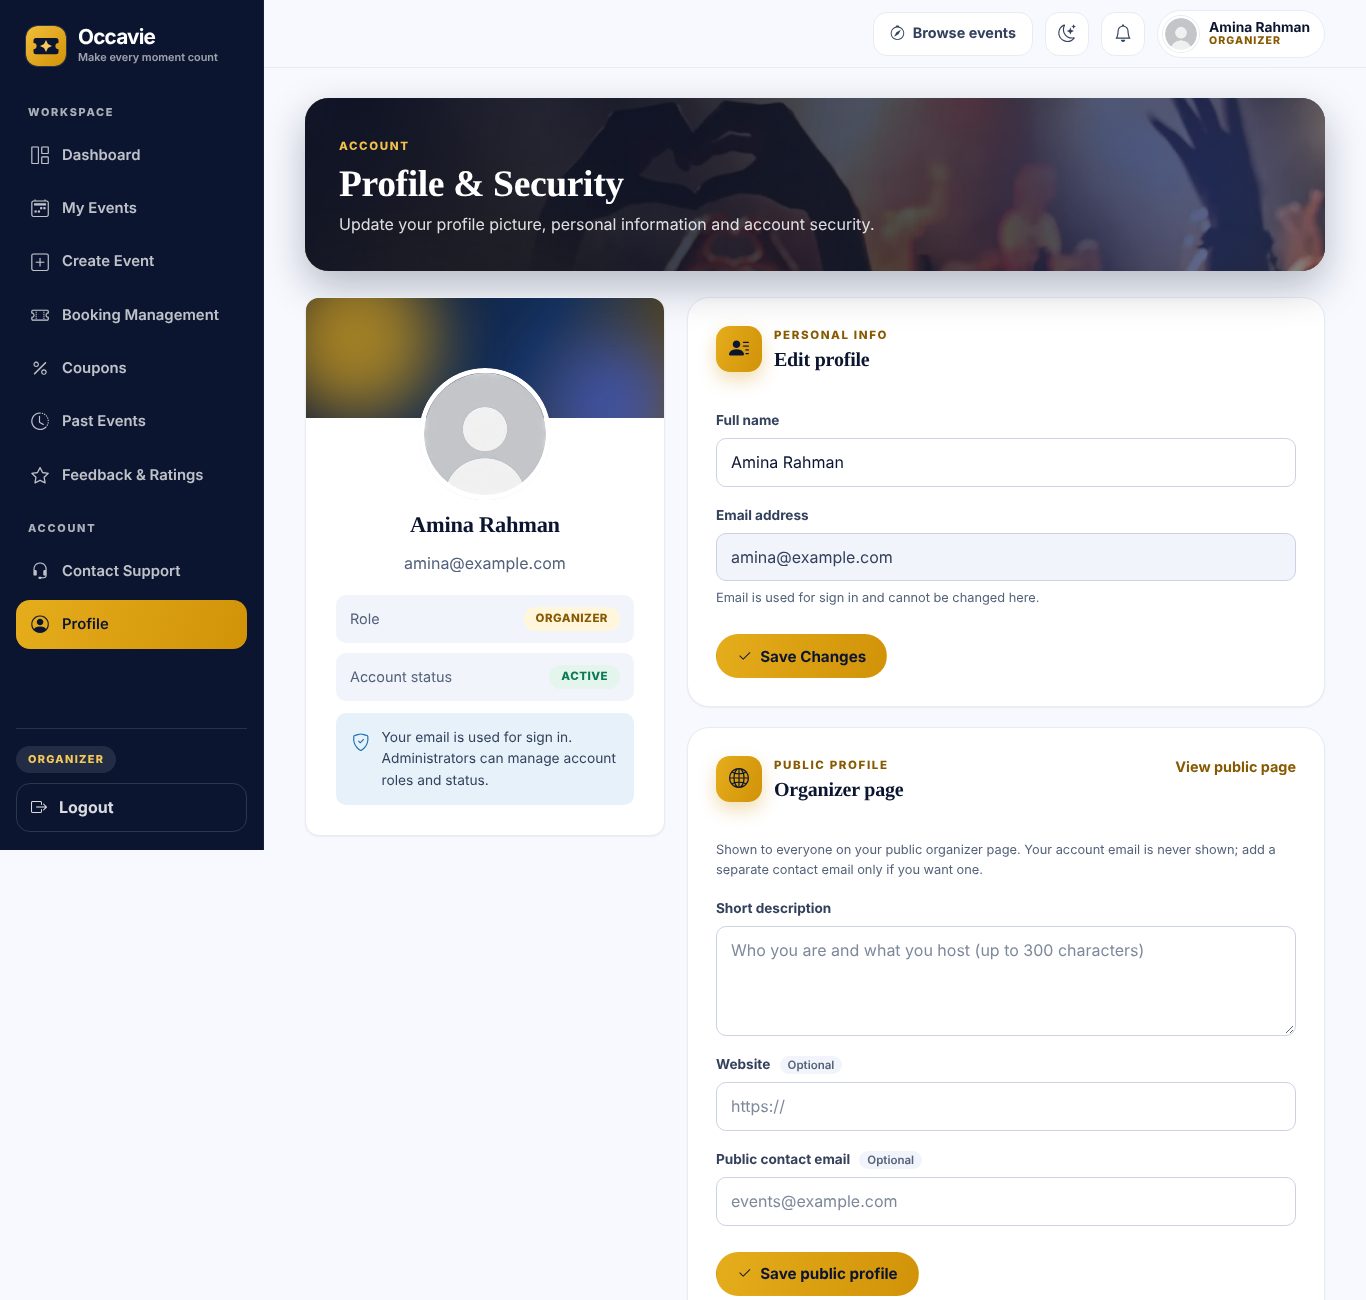 Occavie
Make every moment count
WORKSPACE
Dashboard
My Events
Create Event
Booking Management
Coupons
Past Events
Feedback & Ratings
ACCOUNT
Contact Support
Profile
ORGANIZER
Logout
Browse events
Amina Rahman
ORGANIZER
ACCOUNT
Profile & Security
Update your profile picture, personal information and account security.
Amina Rahman
amina@example.com
Role
ORGANIZER
Account status
ACTIVE
Your email is used for sign in.
Administrators can manage account
roles and status.
PERSONAL INFO
Edit profile
Full name
Amina Rahman
Email address
amina@example.com
Email is used for sign in and cannot be changed here.
Save Changes
PUBLIC PROFILE
Organizer page
View public page
Shown to everyone on your public organizer page. Your account email is never shown; add a
separate contact email only if you want one.
Short description
Who you are and what you host (up to 300 characters)
Website Optional
https://
Public contact email Optional
events@example.com
Save public profile